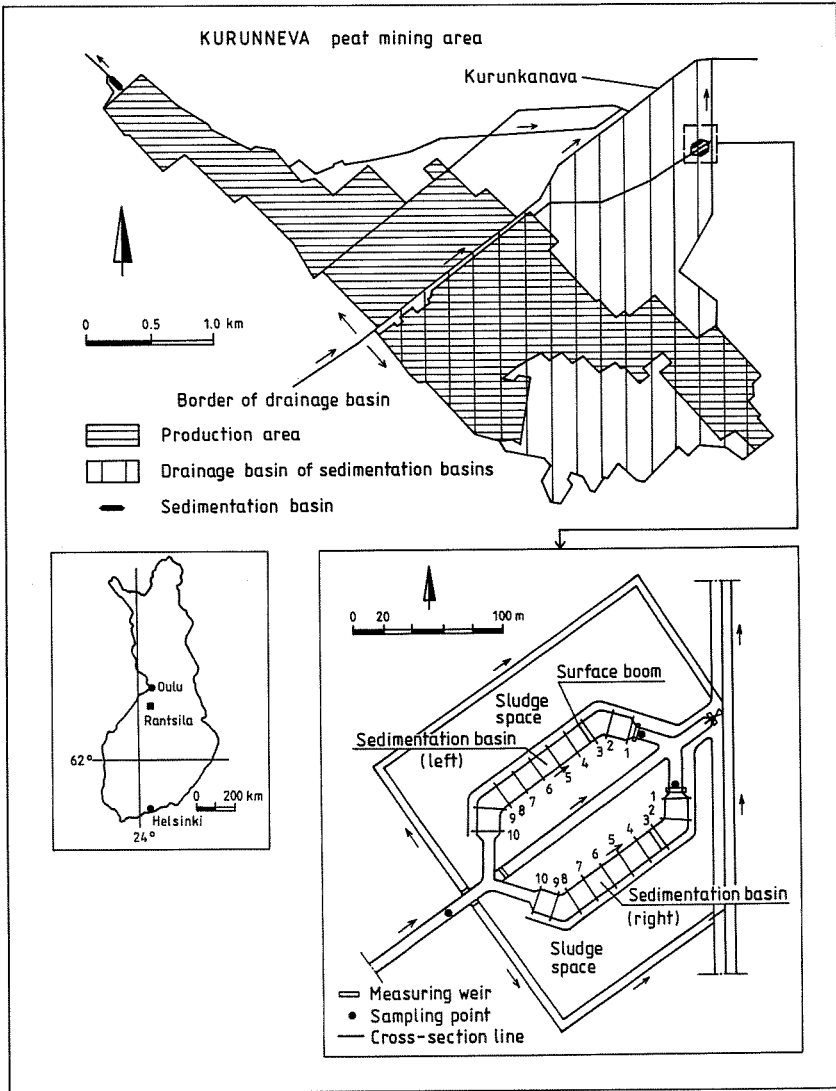 KURUNNEVA peat mining area
Kurunkanava
0 0.5 1.0 km
Border of drainage basin
Production area
Drainage basin of sedimentation basins
Sedimentation basin
Oulu
Rantsila
62°
0 200 km
Helsinki
24°
0 20 100 m
Surface boom
Sludge
space
Sedimentation basin
(left)
1
2
3
4
5
6
7
8
9
10
1
2
3
4
5
6
7
8
9
10
Sedimentation basin
(right)
Sludge
space
Measuring weir
Sampling point
Cross-section line